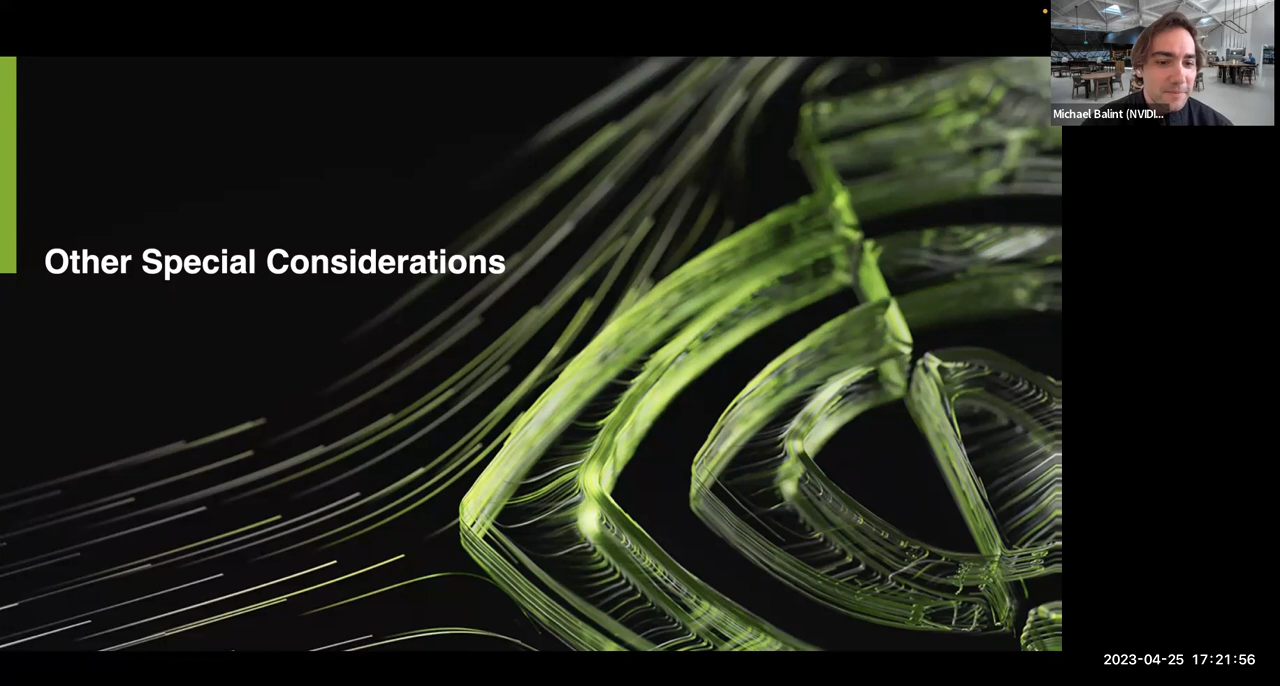 Michael Balint (NVIDI...
Other Special Considerations
2023-04-25 17:21:56